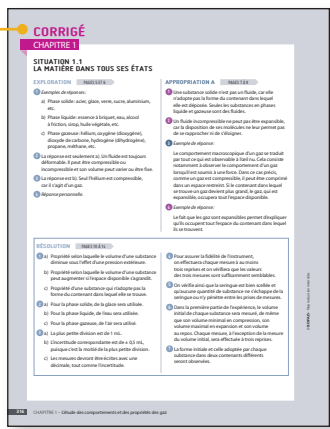 CORRIGÉ
CHAPITRE 1
SITUATION 1.1
LA MATIÈRE DANS TOUS SES ÉTATS
EXPLORATION PAGES 5 ET 6
1 Exemples de réponses :
a) Phase solide : acier, glace, verre, sucre, aluminium,
etc.
b) Phase liquide : essence à briquet, eau, alcool
à friction, sirop, huile végétale, etc.
c) Phase gazeuse : hélium, oxygène (dioxygène),
dioxyde de carbone, hydrogène (dihydrogène),
propane, méthane, etc.
2 La réponse est seulement a). Un fluide est toujours
déformable. Il peut être compressible ou
incompressible et son volume peut varier ou être fixe.
3 La réponse est b). Seul l'hélium est compressible,
car il s'agit d'un gaz.
4 Réponse personnelle.
APPROPRIATION A PAGES 7 À 9
1 Une substance solide n'est pas un fluide, car elle
n'adopte pas la forme du contenant dans lequel
elle est déposée. Seules les substances en phases
liquide et gazeuse sont des fluides.
2 Un fluide incompressible ne peut pas être expansible,
car la disposition de ses molécules ne leur permet pas
de se rapprocher ni de s'éloigner.
3 Exemple de réponse :
Le comportement macroscopique d'un gaz se traduit
par tout ce qui est observable à l'œil nu. Cela consiste
notamment à observer le comportement d'un gaz
lorsqu'il est soumis à une force. Dans ce cas précis,
comme un gaz est compressible, il peut être comprimé
dans un espace restreint. Si le contenant dans lequel
se trouve un gaz devient plus grand, le gaz, qui est
expansible, occupera tout l'espace disponible.
4 Exemple de réponse :
Le fait que les gaz sont expansibles permet d'expliquer
qu'ils occupent tout l'espace du contenant dans lequel
ils se trouvent.
RÉSOLUTION PAGES 10 À 14
1 a) Propriété selon laquelle le volume d'une substance
diminue sous l'effet d'une pression extérieure.
b) Propriété selon laquelle le volume d'une substance
peut augmenter si l'espace disponible s'agrandit.
c) Propriété d'une substance qui n'adopte pas la
forme du contenant dans lequel elle se trouve.
2 a) Pour la phase solide, de la glace sera utilisée.
b) Pour la phase liquide, de l'eau sera utilisée.
c) Pour la phase gazeuse, de l'air sera utilisé.
3 a) La plus petite division est de 1 mL.
b) L'incertitude correspondante est de ± 0,5 mL,
puisque c'est la moitié de la plus petite division.
c) Les mesures devront être écrites avec une
décimale, tout comme l'incertitude.
4 Pour assurer la fidélité de l'instrument,
on effectuera chaque mesure à au moins
trois reprises et on vérifiera que les valeurs
des trois mesures sont suffisamment semblables.
5 On vérifie ainsi que la seringue est bien scellée et
qu'aucune quantité de substance ne s'échappe de la
seringue ou n'y pénètre entre les prises de mesures.
6 Dans la première partie de l'expérience, le volume
initial de chaque substance sera mesuré, de même
que son volume minimal en compression, son
volume maximal en expansion et son volume
au repos. Chaque mesure, à l'exception de la mesure
du volume initial, sera effectuée à trois reprises.
7 La forme initiale et celle adoptée par chaque
substance dans deux contenants différents
seront observées.
316 CHAPITRE 1 – L'étude des comportements et des propriétés des gaz